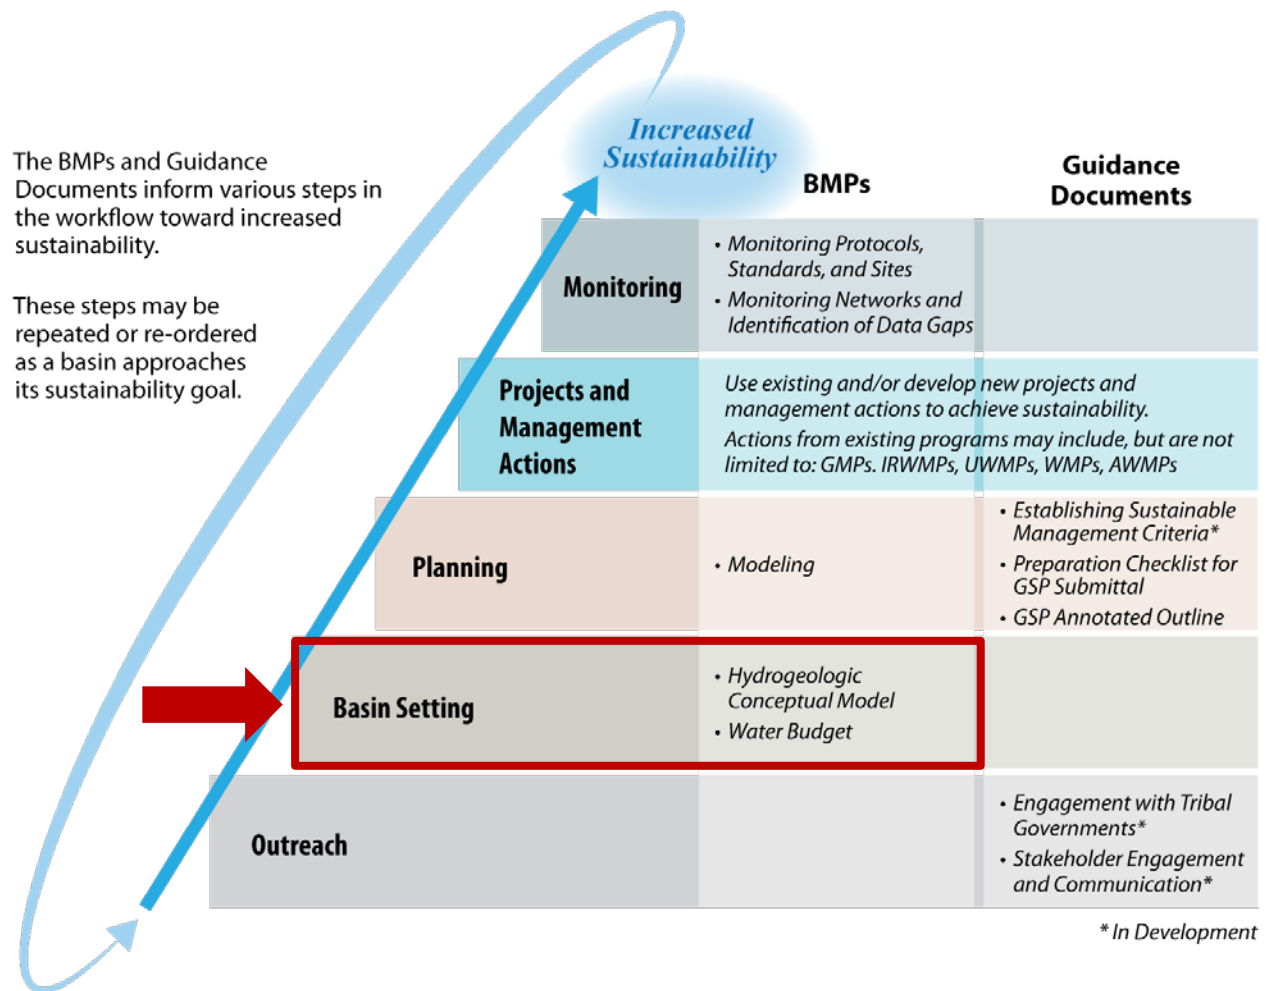 The BMPs and Guidance
Documents inform various steps in
the workflow toward increased
sustainability.
These steps may be
repeated or re-ordered
as a basin approaches
its sustainability goal.
Increased
Sustainability
BMPs
Guidance
Documents
Monitoring
• Monitoring Protocols,
Standards, and Sites
• Monitoring Networks and
Identification of Data Gaps
Projects and
Management
Actions
Use existing and/or develop new projects and
management actions to achieve sustainability.
Actions from existing programs may include, but are not
limited to: GMPs. IRWMPs, UWMPs, WMPs, AWMPs
Planning
• Modeling
• Establishing Sustainable
Management Criteria*
• Preparation Checklist for
GSP Submittal
• GSP Annotated Outline
Basin Setting
• Hydrogeologic
Conceptual Model
• Water Budget
Outreach
• Engagement with Tribal
Governments*
• Stakeholder Engagement
and Communication*
* In Development